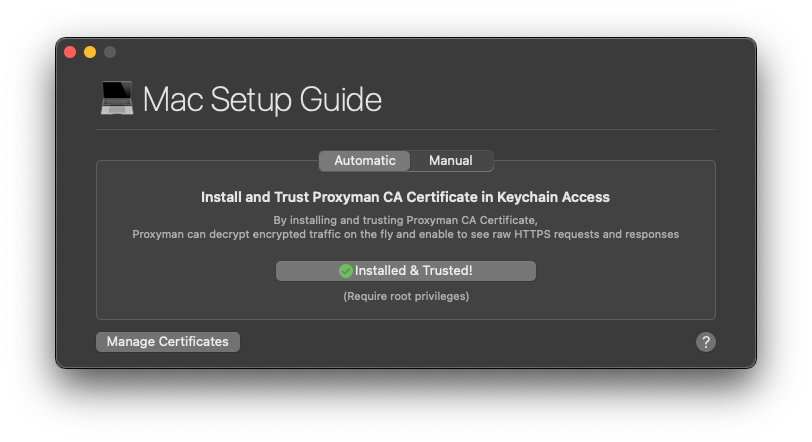 Mac Setup Guide
Automatic
Manual
Install and Trust Proxyman CA Certificate in Keychain Access
By installing and trusting Proxyman CA Certificate,
Proxyman can decrypt encrypted traffic on the fly and enable to see raw HTTPS requests and responses
Installed & Trusted!
(Require root privileges)
Manage Certificates
?